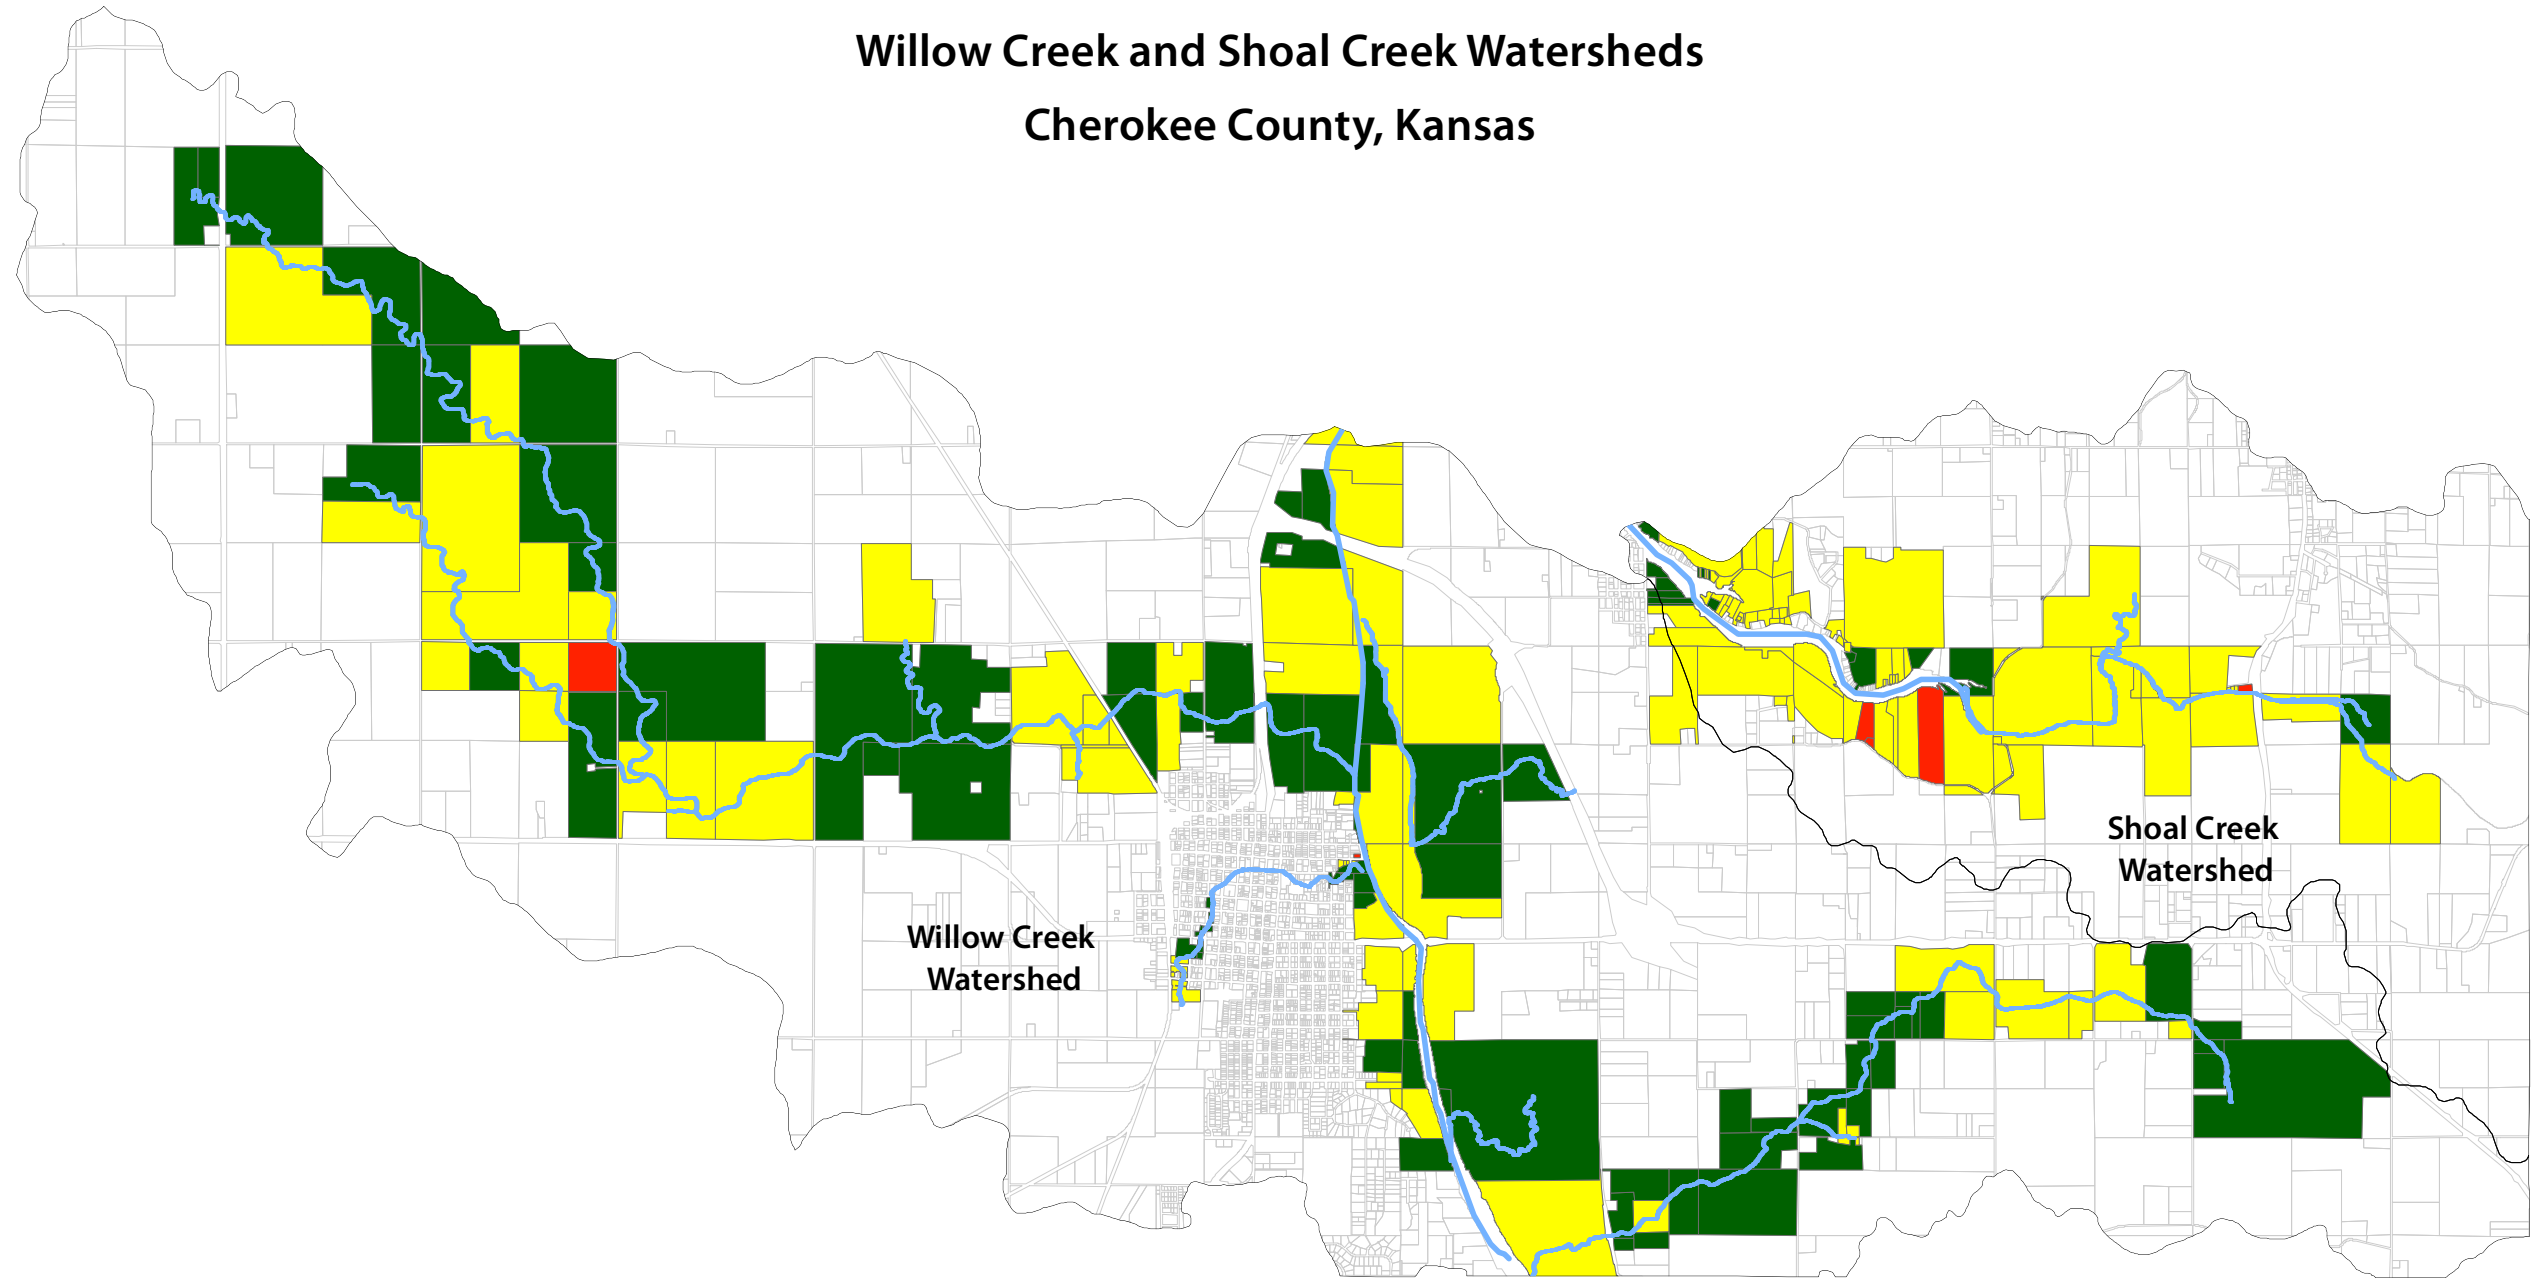 Willow Creek and Shoal Creek Watersheds
Cherokee County, Kansas
Shoal Creek
Watershed
Willow Creek
Watershed